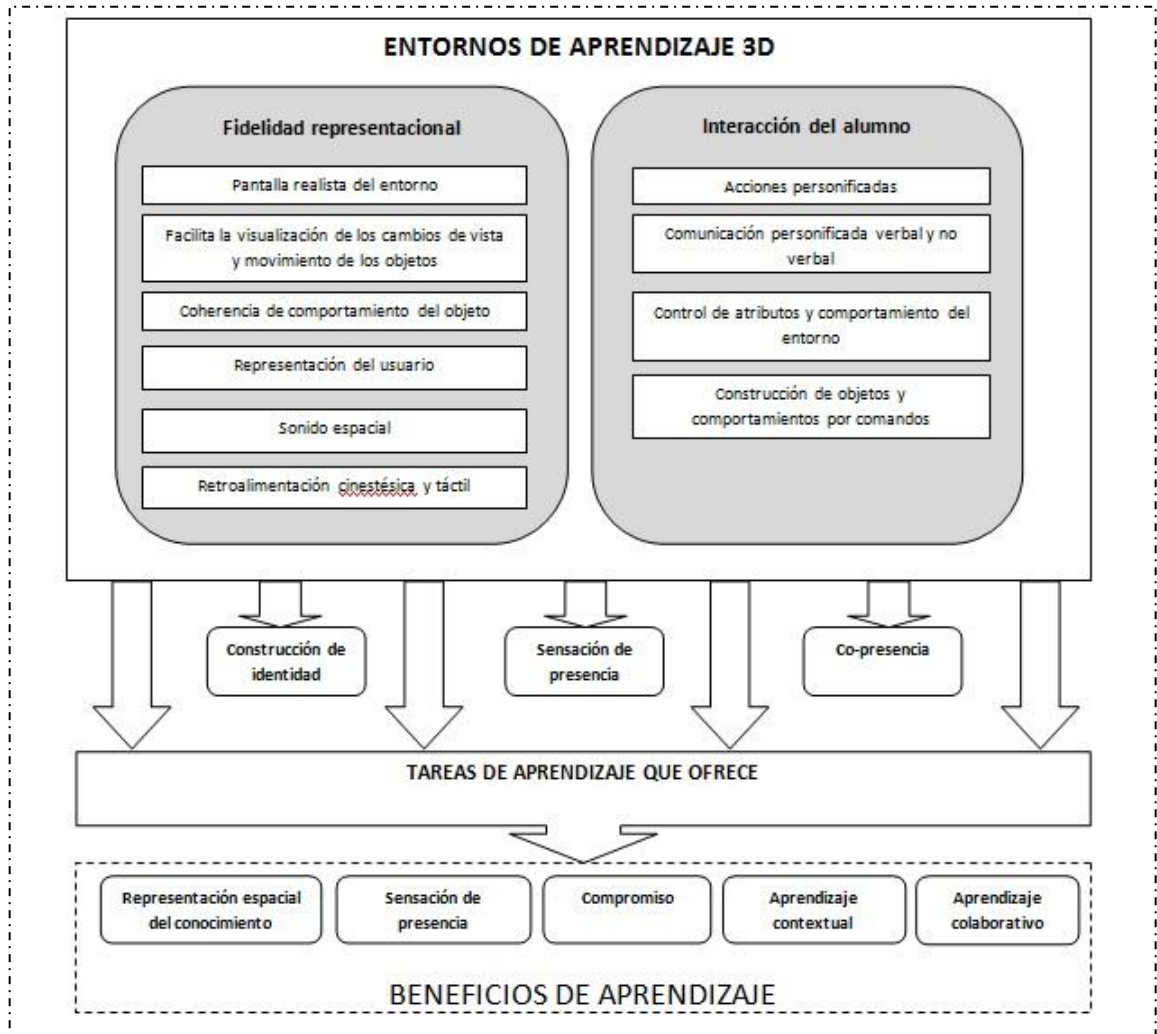 ENTORNOS DE APRENDIZAJE 3D
Fidelidad representacional
Pantalla realista del entorno
Facilita la visualización de los cambios de vista
y movimiento de los objetos
Coherencia de comportamiento del objeto
Representación del usuario
Sonido espacial
Retroalimentación cinestésica y táctil
Interacción del alumno
Acciones personificadas
Comunicación personificada verbal y no
verbal
Control de atributos y comportamiento del
entorno
Construcción de objetos y
comportamientos por comandos
Construcción de
identidad
Sensación de
presencia
Co-presencia
TAREAS DE APRENDIZAJE QUE OFRECE
Representación espacial
del conocimiento
Sensación de
presencia
Compromiso
Aprendizaje
contextual
Aprendizaje
colaborativo
BENEFICIOS DE APRENDIZAJE